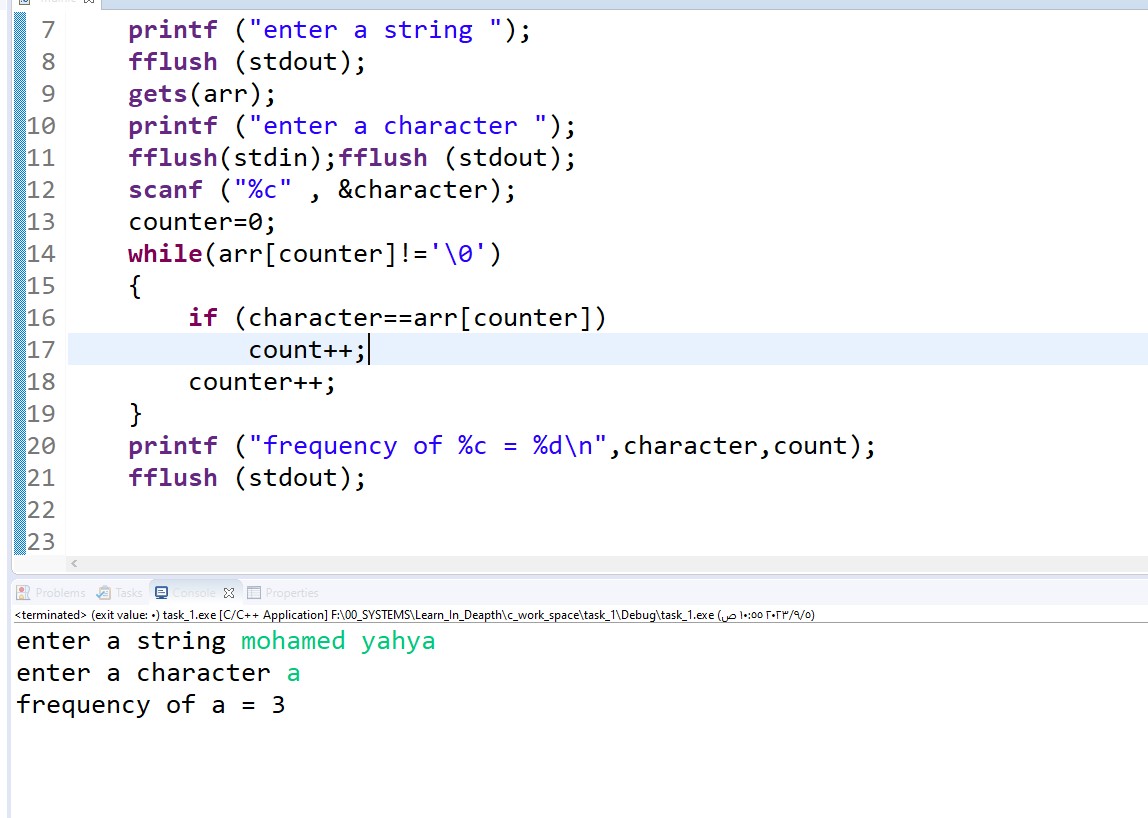 7 printf ("enter a string ");
8 fflush (stdout);
9 gets(arr);
10 printf ("enter a character ");
11 fflush(stdin);fflush (stdout);
12 scanf ("%c" , &character);
13 counter=0;
14 while(arr[counter]!='\0')
15 {
16 if (character==arr[counter])
17 count++;
18 counter++;
19 }
20 printf ("frequency of %c = %d\n",character,count);
21 fflush (stdout);
22
23
Problems Tasks Console Properties
<terminated> (exit value: ٠) task_1.exe [C/C++ Application] F:\00_SYSTEMS\Learn_In_Deapth\c_work_space\task_1\Debug\task_1.exe (٢٠٢٣/٩/٥ ١٠:٥٥ ص)
enter a string mohamed yahya
enter a character a
frequency of a = 3